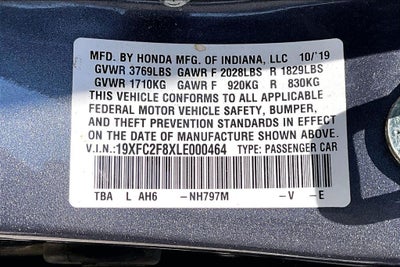 MFD. BY HONDA MFG. OF INDIANA, LLC 10/'19
GVWR 3769LBS GAWR F 2028LBS R 1829LBS
GVWR 1710KG GAWR F 920KG R 830KG
THIS VEHICLE CONFORMS TO ALL APPLICABLE
FEDERAL MOTOR VEHICLE SAFETY, BUMPER,
AND THEFT PREVENTION STANDARDS IN EFFECT
ON THE DATE OF MANUFACTURE SHOWN ABOVE.
V.I.N.: 19XFC2F8XLE000464 TYPE: PASSENGER CAR
TBA L AH6 -NH797M -V -E